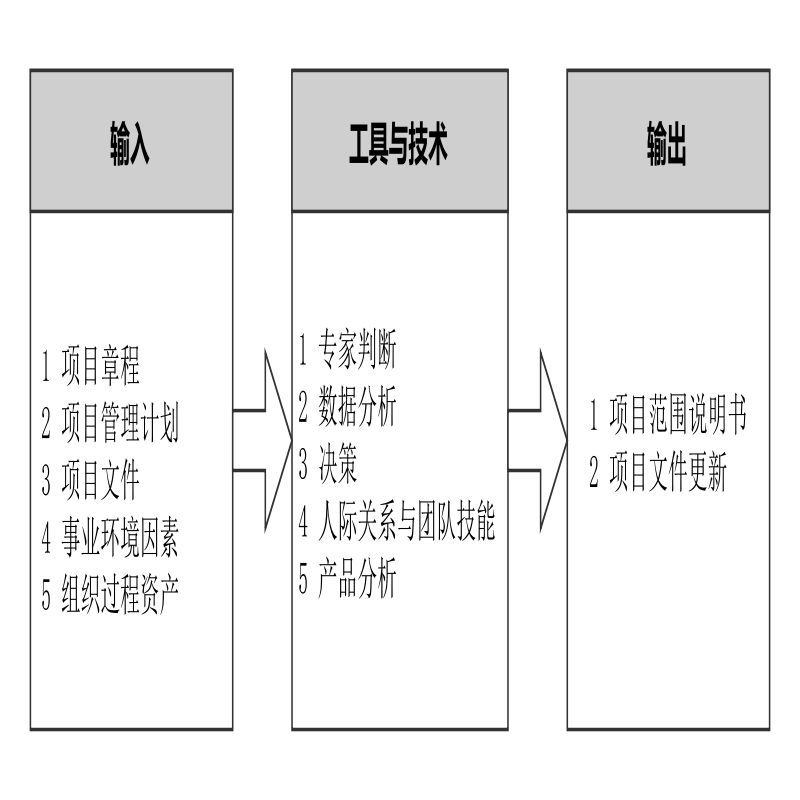 输入
1 项目章程
2 项目管理计划
3 项目文件
4 事业环境因素
5 组织过程资产
工具与技术
1 专家判断
2 数据分析
3 决策
4 人际关系与团队技能
5 产品分析
输出
1 项目范围说明书
2 项目文件更新